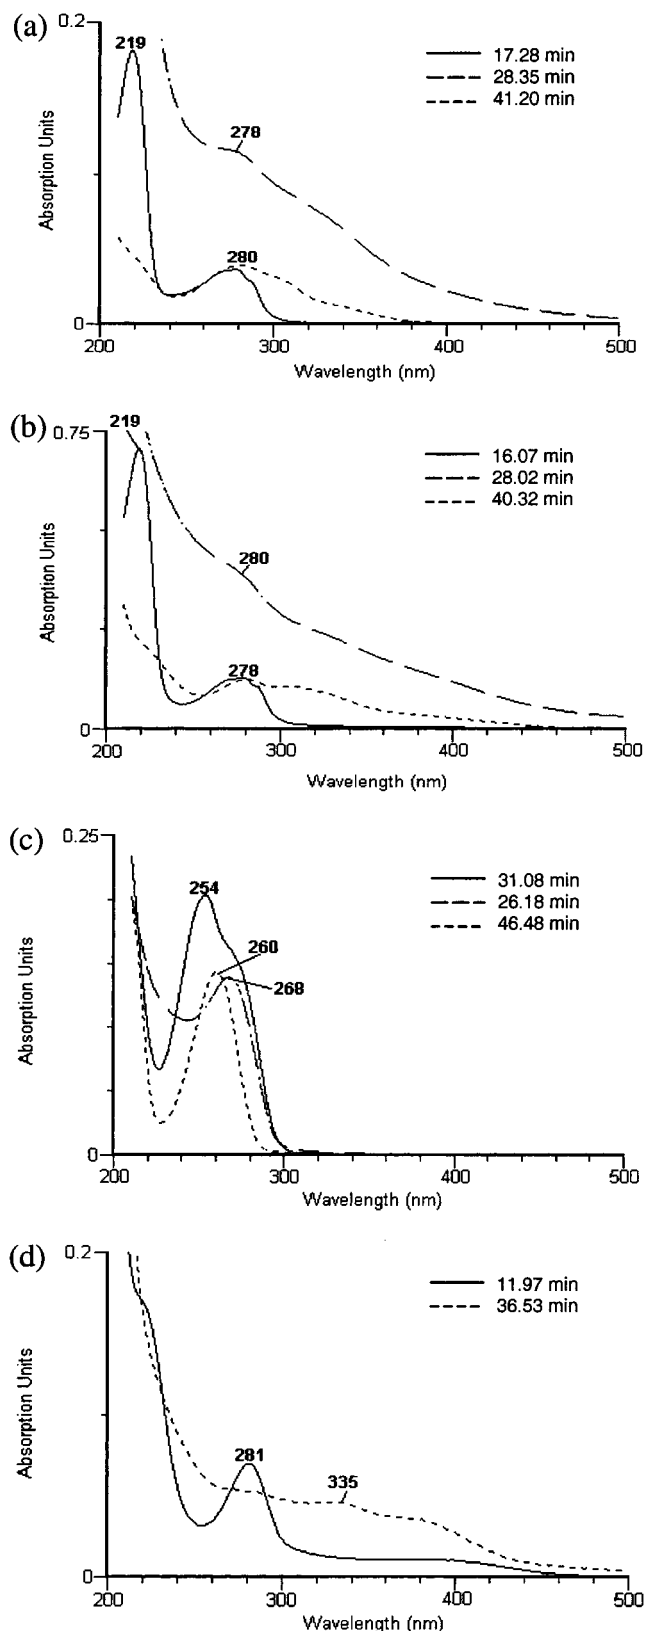 (a)
0.2
219
17.28 min
28.35 min
41.20 min
278
280
Absorption Units
0
200 300 400 500
Wavelength (nm)
(b)
219
0.75
16.07 min
28.02 min
40.32 min
280
278
Absorption Units
0
200 300 400 500
Wavelength (nm)
(c)
0.25
254
31.08 min
26.18 min
46.48 min
260
268
Absorption Units
0
200 300 400 500
Wavelength (nm)
(d)
0.2
11.97 min
36.53 min
281
335
Absorption Units
0
200 300 400 500
Wavelength (nm)